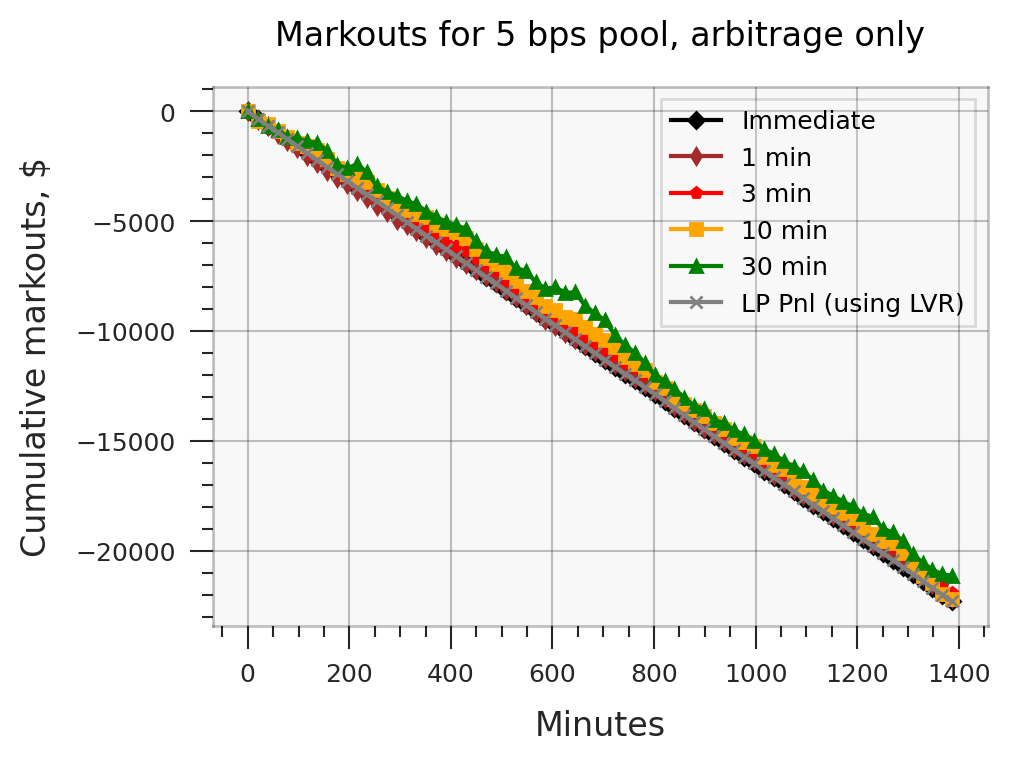 Markouts for 5 bps pool, arbitrage only
Cumulative markouts, $
0
−5000
−10000
−15000
−20000
Immediate
1 min
3 min
10 min
30 min
LP Pnl (using LVR)
0 200 400 600 800 1000 1200 1400
Minutes